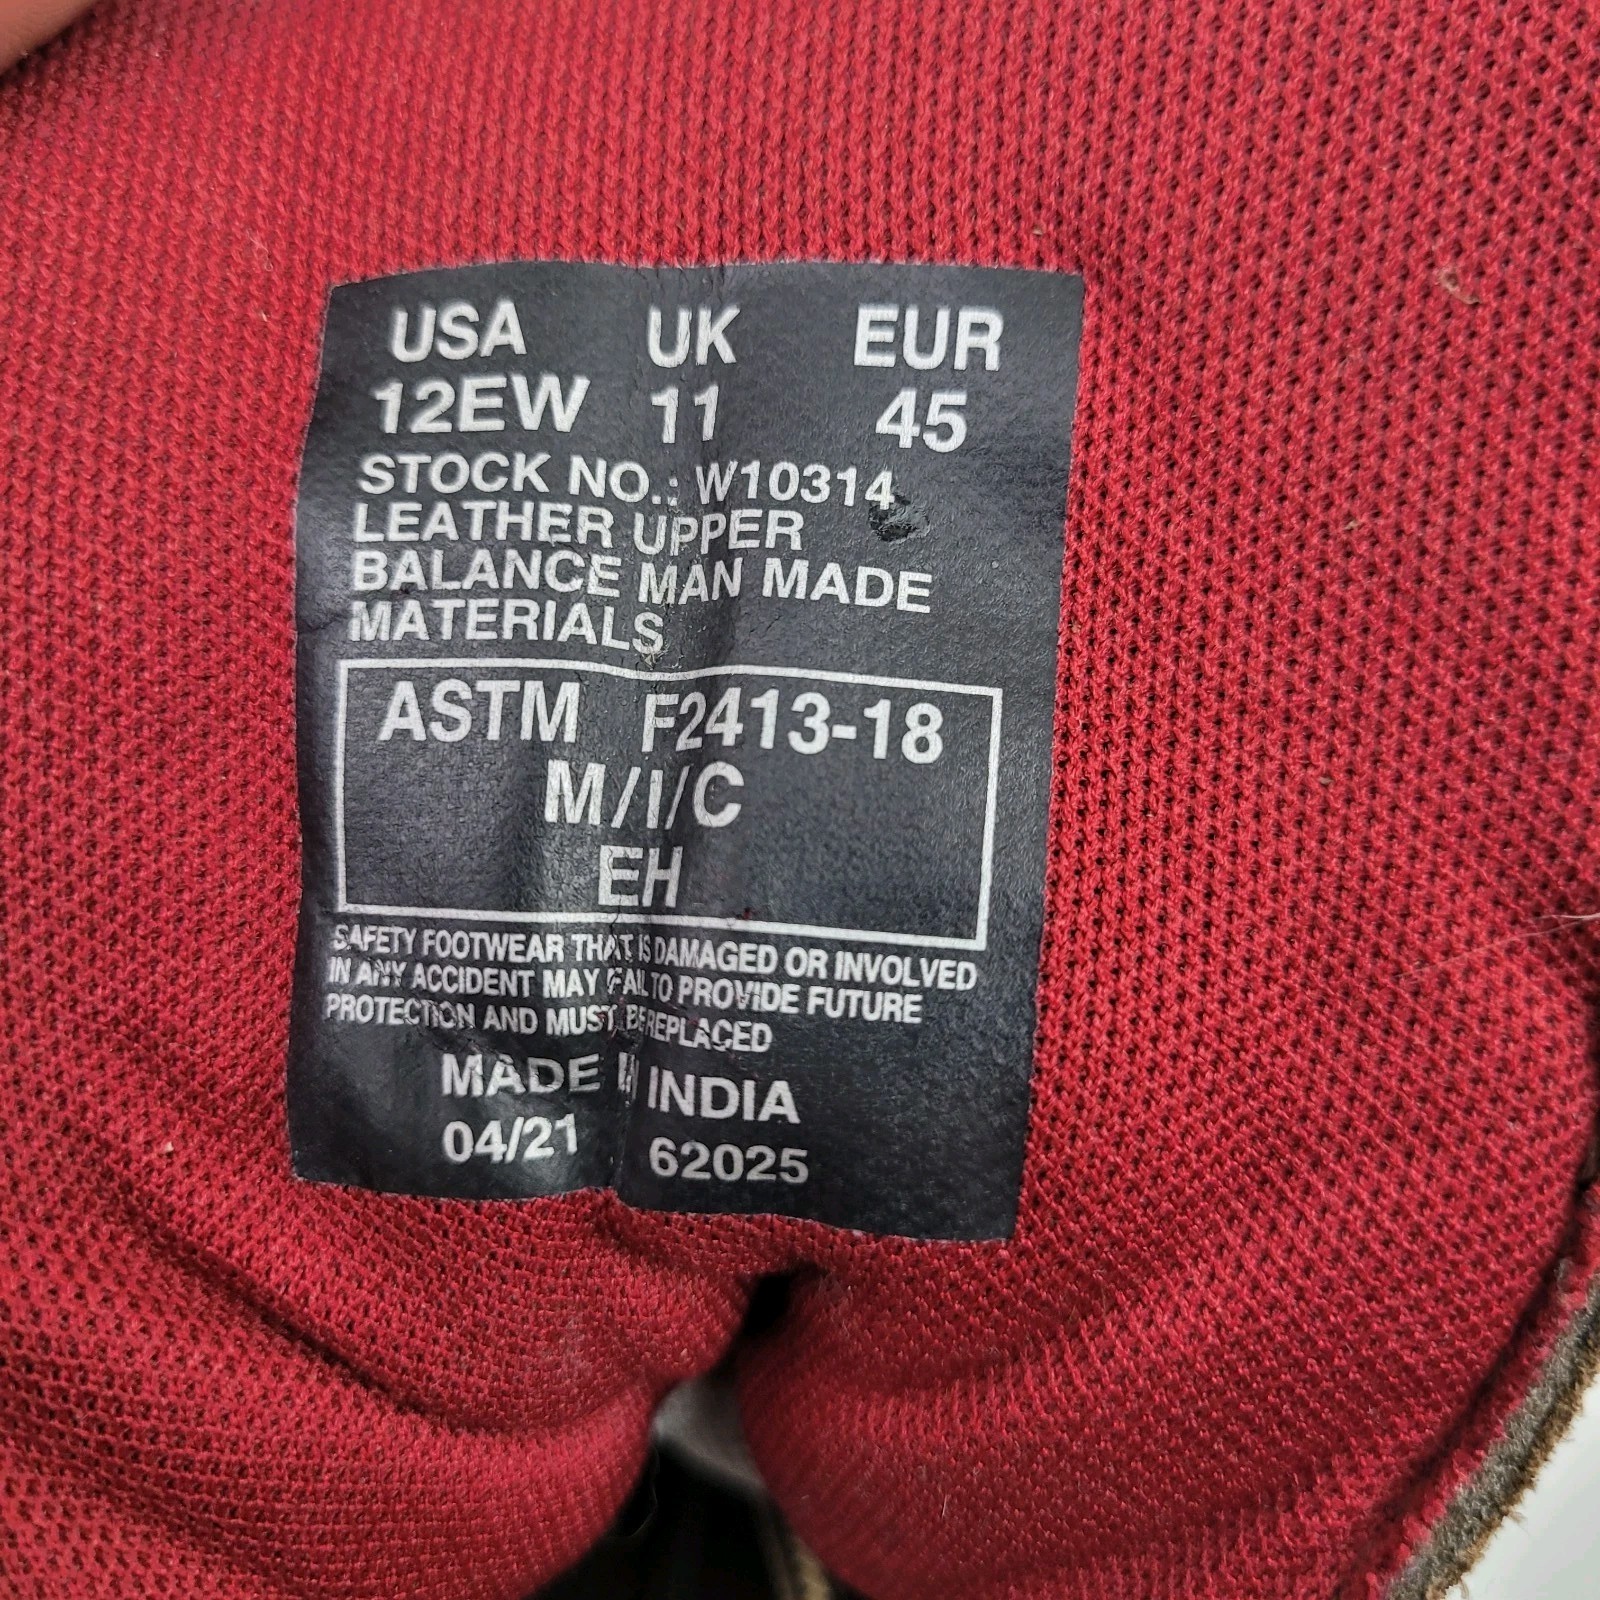 USA UK EUR
12EW 11 45
STOCK NO.: W10314
LEATHER UPPER
BALANCE MAN MADE
MATERIALS
ASTM F2413-18
M/I/C
EH
SAFETY FOOTWEAR THAT IS DAMAGED OR INVOLVED
IN ANY ACCIDENT MAY FAIL TO PROVIDE FUTURE
PROTECTION AND MUST BE REPLACED
MADE IN INDIA
04/21 62025